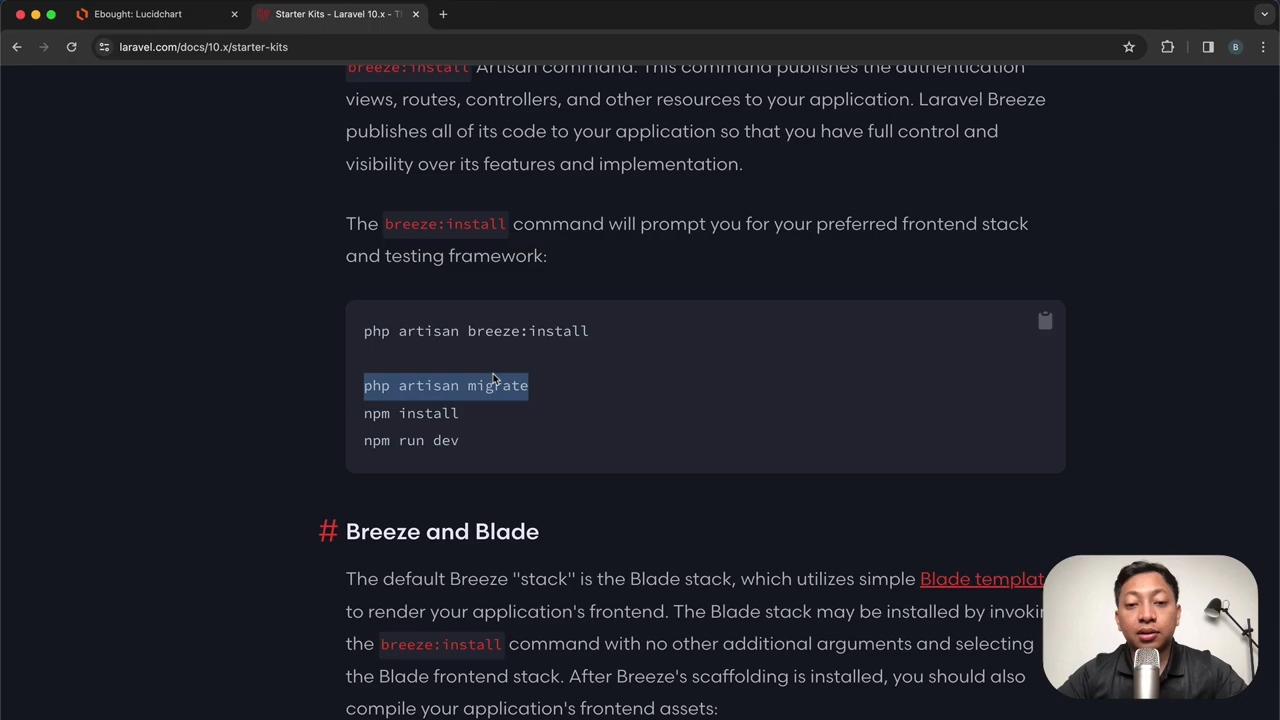 Ebought: Lucidchart
Starter Kits - Laravel 10.x - Th
laravel.com/docs/10.x/starter-kits
B
breeze:install Artisan command. This command publishes the authentication
views, routes, controllers, and other resources to your application. Laravel Breeze
publishes all of its code to your application so that you have full control and
visibility over its features and implementation.
The breeze:install command will prompt you for your preferred frontend stack
and testing framework:
php artisan breeze:install
php artisan migrate
npm install
npm run dev
# Breeze and Blade
The default Breeze "stack" is the Blade stack, which utilizes simple Blade templat
to render your application's frontend. The Blade stack may be installed by invokin
the breeze:install command with no other additional arguments and selecting
the Blade frontend stack. After Breeze's scaffolding is installed, you should also
compile your application's frontend assets: